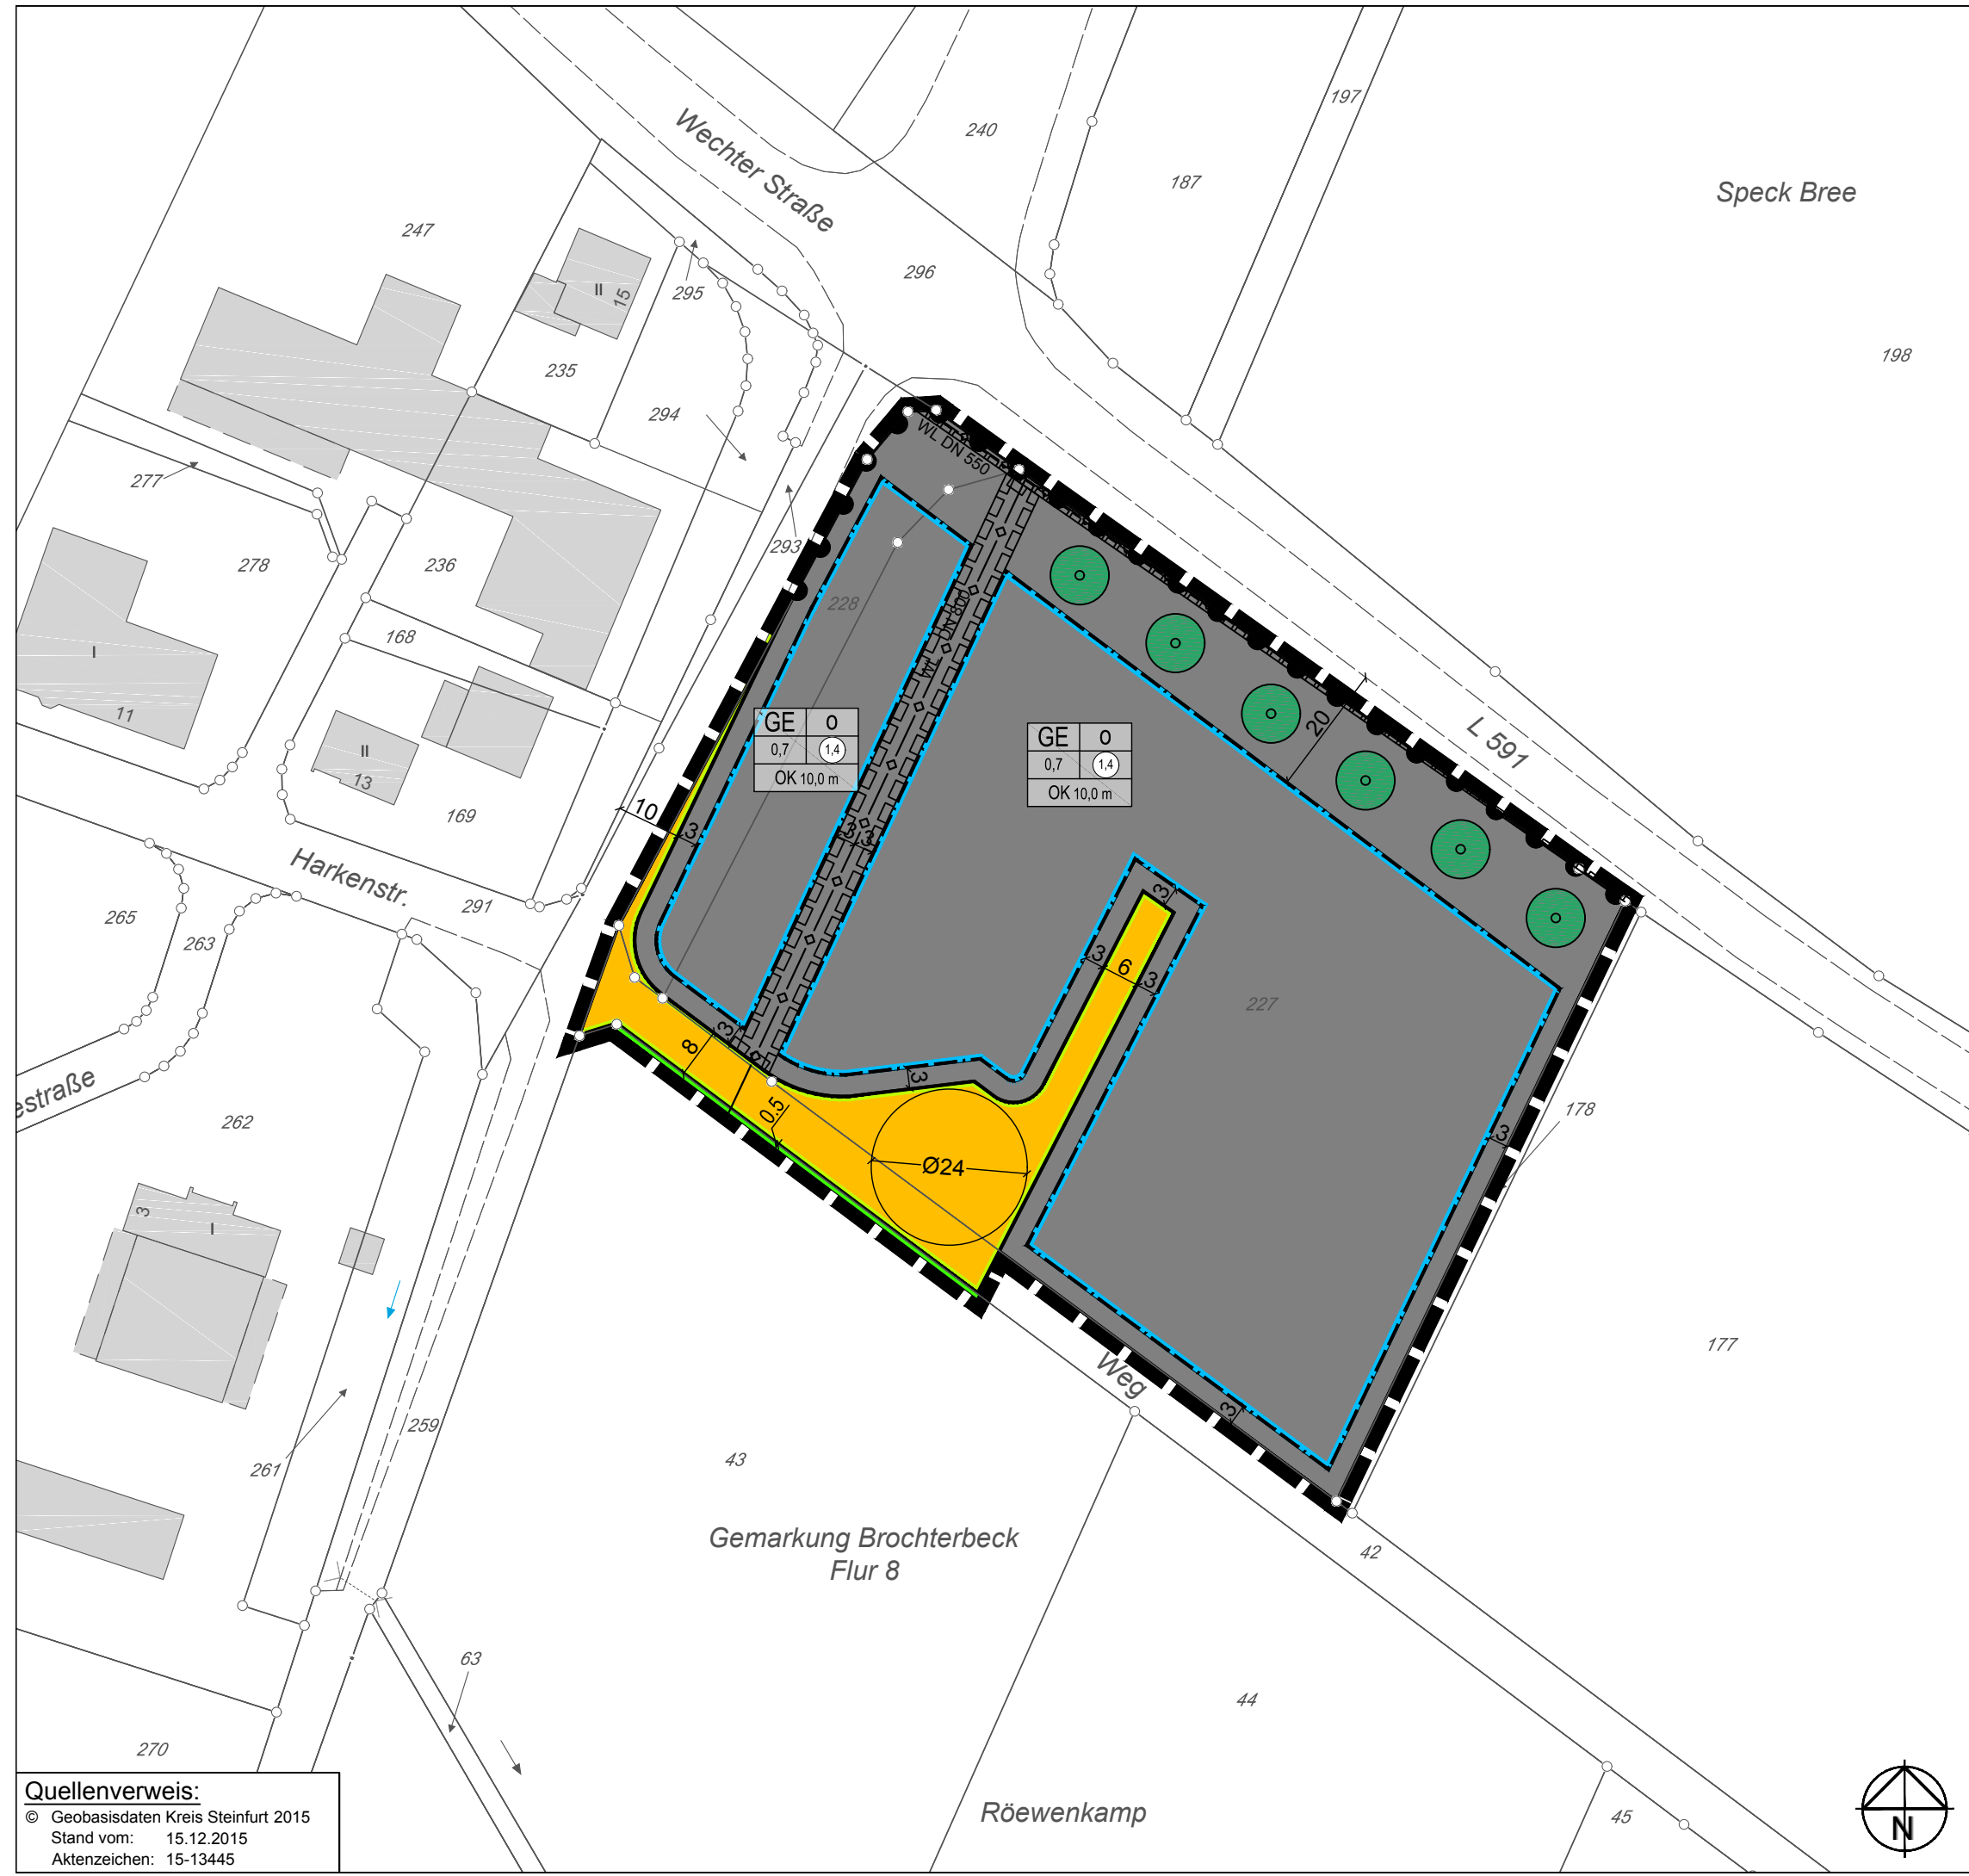 197
240
Wechter Straße
187
Speck Bree
247
296
II
15
295
198
235
294
WL DN 550
277
293
278
236
228
DN 800
168
I
WL
11
II
13
GE o
0,7 1,4
OK 10,0 m
GE o
0,7 1,4
OK 10,0 m
20
L 591
10
3
3
3
169
Harkenstr.
291
265
263
3
3
6
3
227
8
3
3
estraße
0.5
262
178
3
Ø24
3
I
177
Weg
3
259
261
43
Gemarkung Brochterbeck
Flur 8
42
63
44
270
Röewenkamp
45
Quellenverweis:
© Geobasisdaten Kreis Steinfurt 2015
Stand vom: 15.12.2015
Aktenzeichen: 15-13445
N